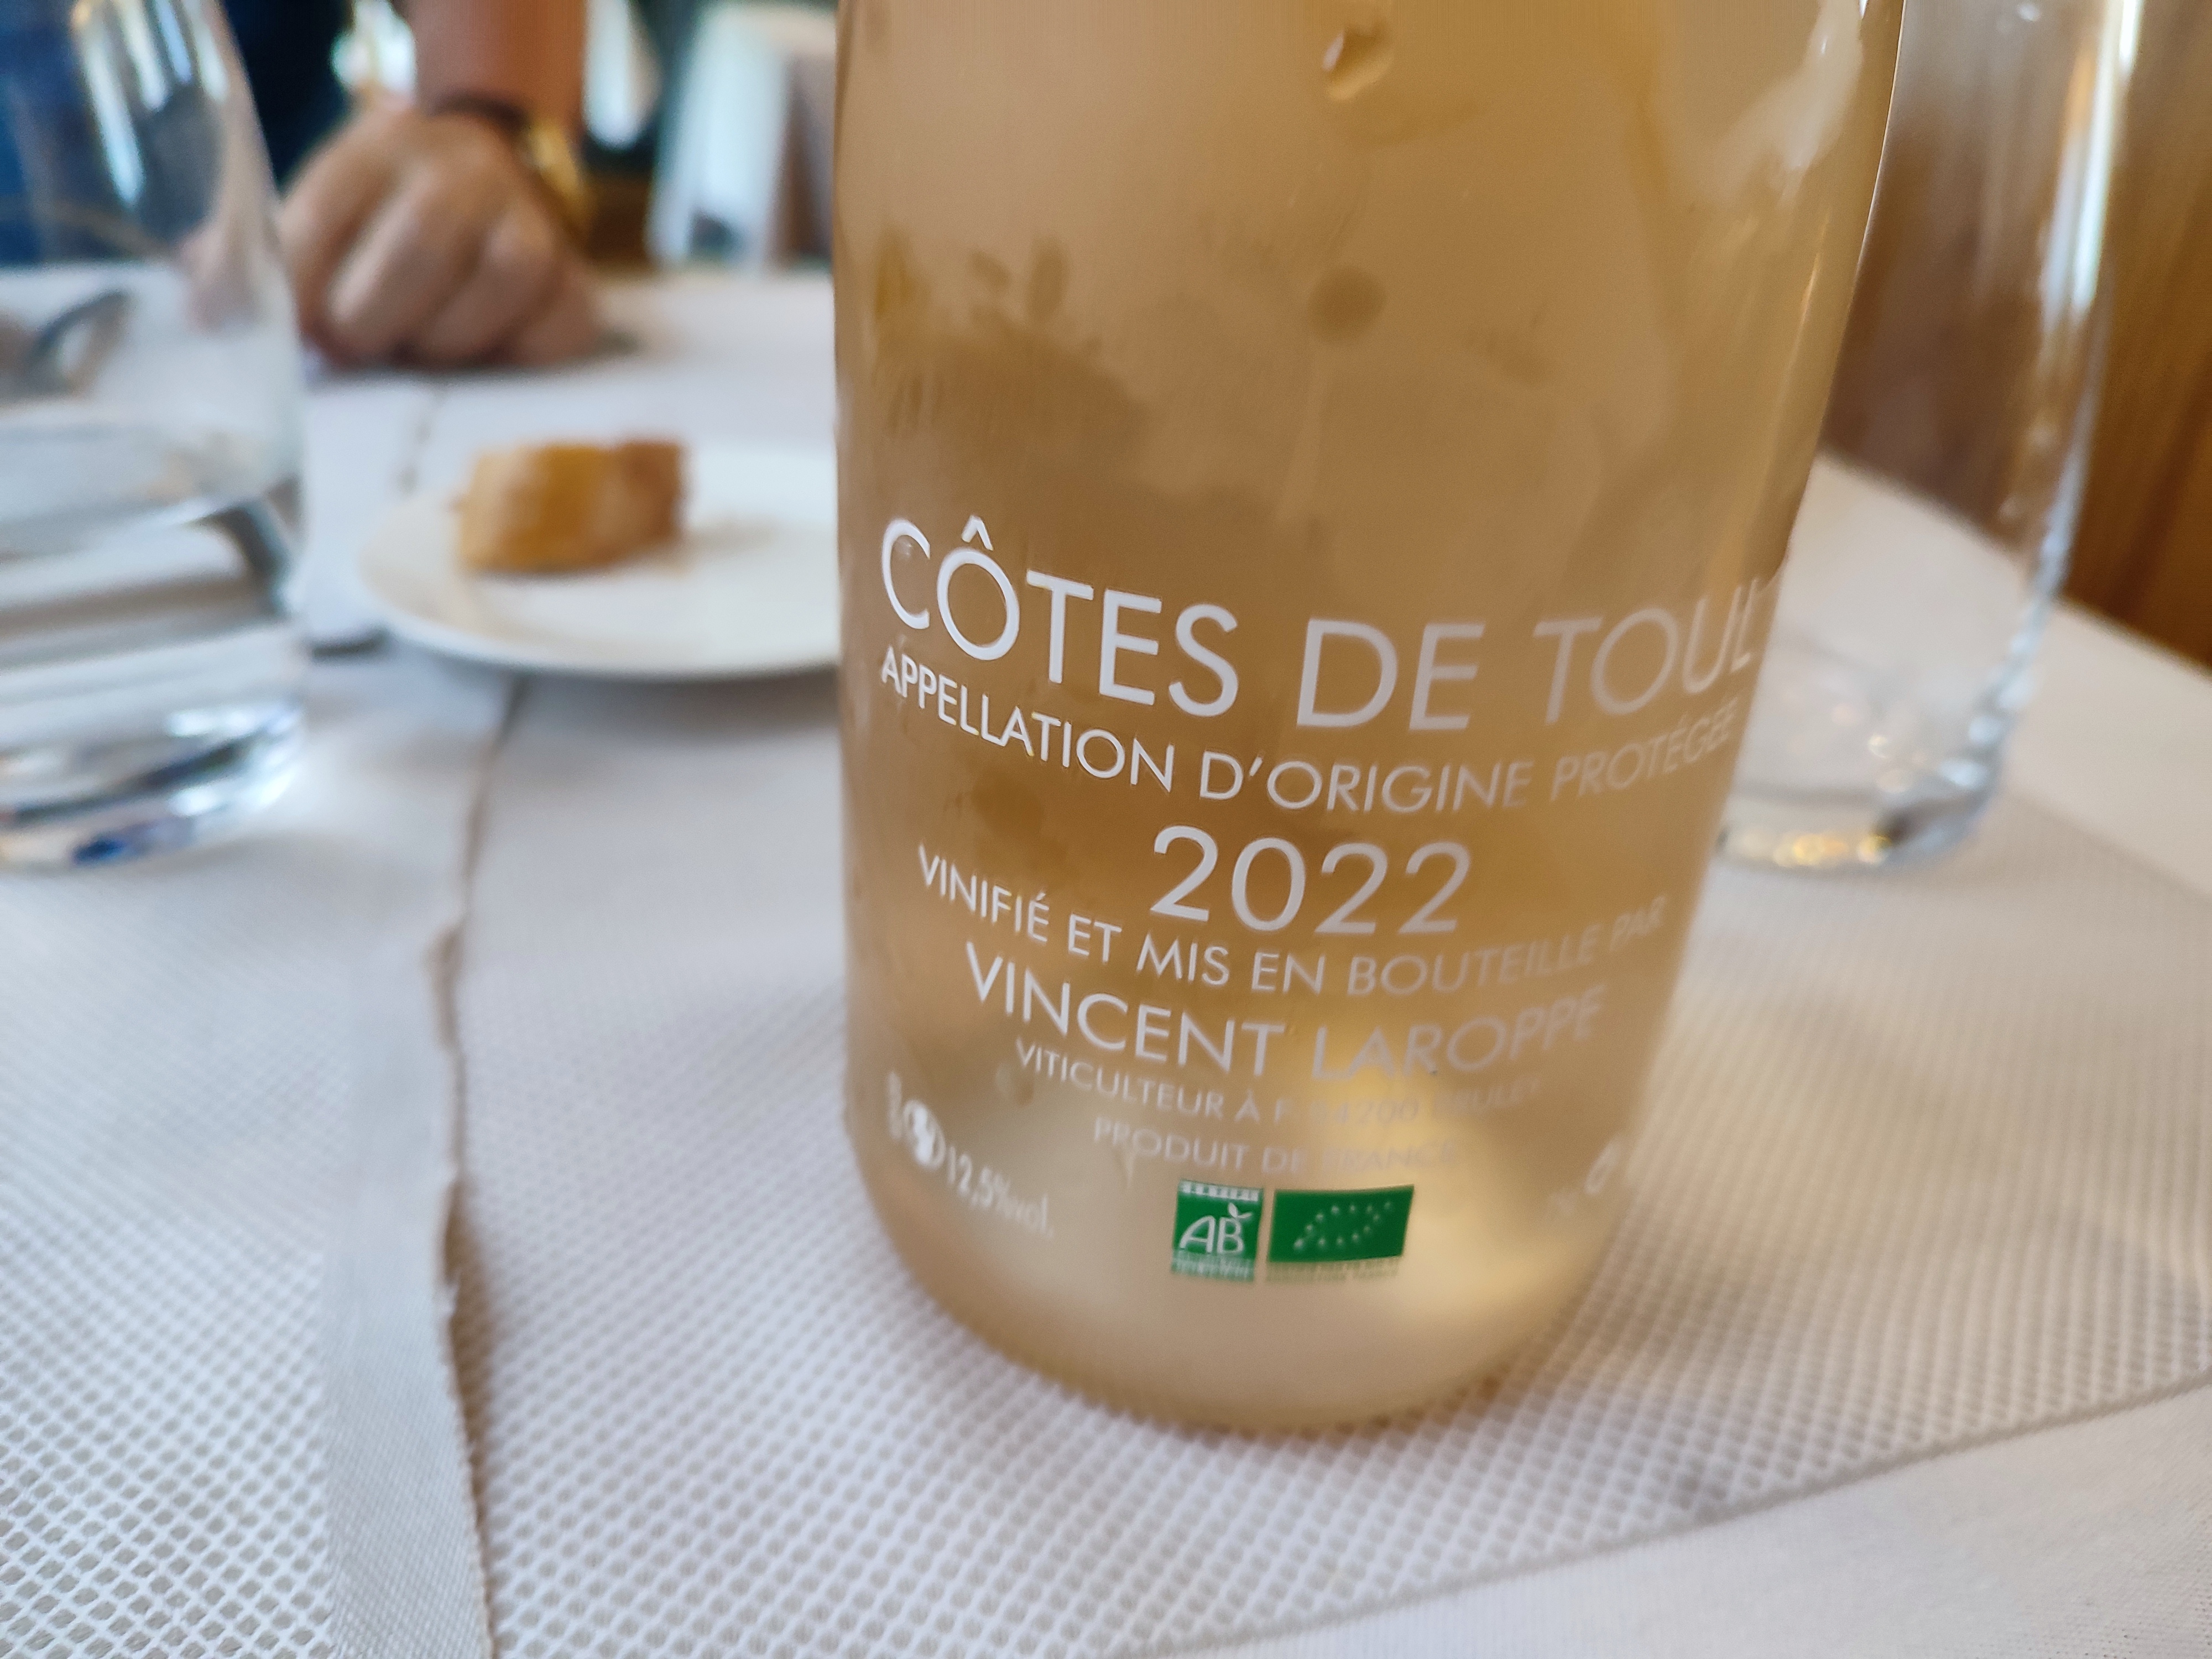 CÔTES DE TOUL
APPELLATION D'ORIGINE PROTÉGÉE
2022
VINIFIÉ ET MIS EN BOUTEILLE PAR
VINCENT LAROPPE
VITICULTEUR À F 54200
PRODUIT DE FRANCE
12,5%vol.
AB